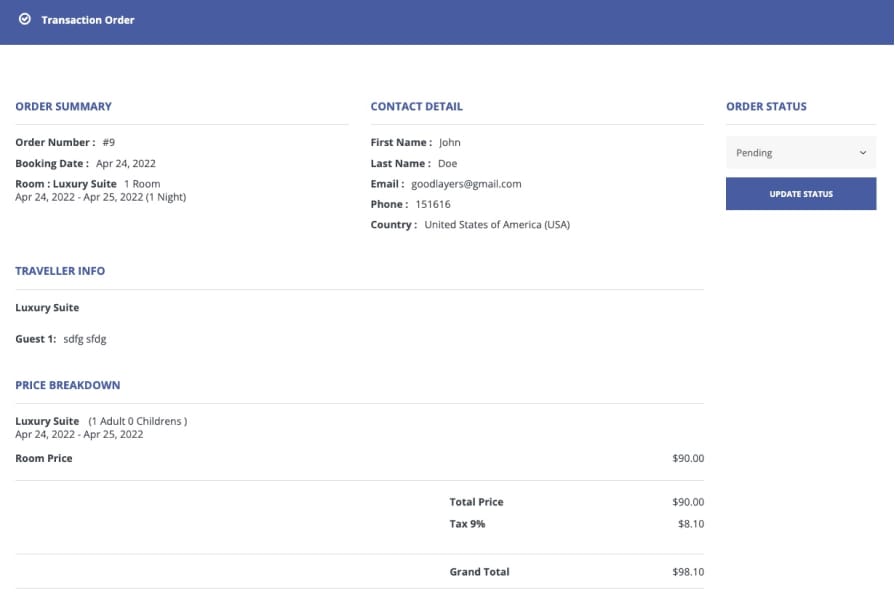 Transaction Order
ORDER SUMMARY
Order Number : #9
Booking Date : Apr 24, 2022
Room : Luxury Suite 1 Room
Apr 24, 2022 - Apr 25, 2022 (1 Night)
CONTACT DETAIL
First Name : John
Last Name : Doe
Email : goodlayers@gmail.com
Phone : 151616
Country : United States of America (USA)
ORDER STATUS
Pending
UPDATE STATUS
TRAVELLER INFO
Luxury Suite
Guest 1: sdfg sfdg
PRICE BREAKDOWN
Luxury Suite (1 Adult 0 Childrens )
Apr 24, 2022 - Apr 25, 2022
Room Price $90.00
Total Price $90.00
Tax 9% $8.10
Grand Total $98.10